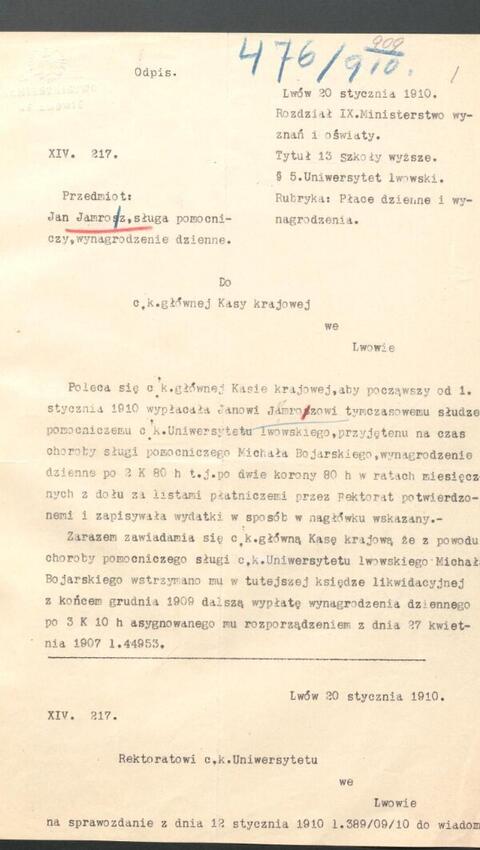 476/910.
909
1
Odpis.
Lwów 20 stycznia 1910.
Rozdział IX.Ministerstwo wy-
znań i oświaty.
XIV. 217.
Tytuł 13 Szkoły wyższe.
§ 5.Uniwersytet lwowski.
Przedmiot:
Rubryka: Płace dzienne i wy-
nagrodzenia.
Jan Jamrosz,sługa pomocni-
czy,wynagrodzenie dzienne.
Do
c.k.głównej Kasy krajowej
we
Lwowie
Poleca się c.k.głównej Kasie krajowej,aby począwszy od 1.
stycznia 1910 wypłacała Janowi Jamroszowi tymczasowemu słudze
pomocniczemu c.k.Uniwersytetu lwowskiego,przyjętemu na czas
choroby sługi pomocniczego Michała Bojarskiego,wynagrodzenie
dzienne po 2 K 80 h t.j.po dwie korony 80 h w ratach miesięcz
nych z dołu za listami płatniczemi przez Rektorat potwierdzo-
nemi i zapisywała wydatki w sposób w nagłówku wskazany.-
Zarazem zawiadamia się c.k.główną Kasę krajową że z powodu
choroby pomocniczego sługi c.k.Uniwersytetu lwowskiego Michała
Bojarskiego wstrzymano mu w tutejszej księdze likwidacyjnej
z końcem grudnia 1909 dalszą wypłatę wynagrodzenia dziennego
po 3 K 10 h asygnowanego mu rozporządzeniem z dnia 27 kwiet-
nia 1907 l.44953.
Lwów 20 stycznia 1910.
XIV. 217.
Rektoratowi c.k.Uniwersytetu
we
Lwowie
na sprawozdanie z dnia 12 stycznia 1910 l.389/09/10 do wiadom